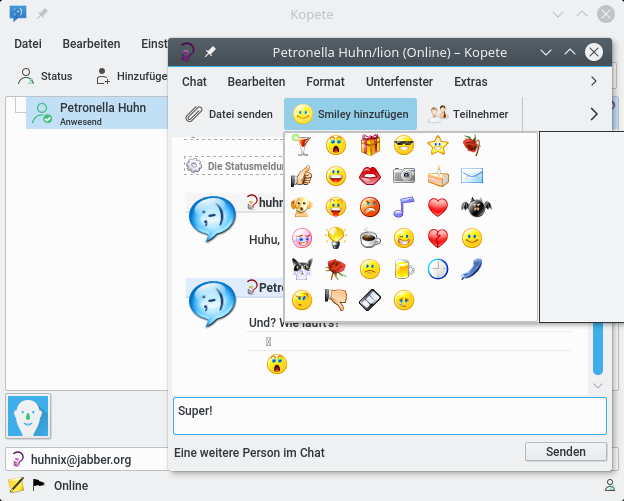 Kopete
Datei Bearbeiten Einst
Status Hinzufüge
Petronella Huhn
Anwesend
huhnix@jabber.org
Online
Petronella Huhn/lion (Online) – Kopete
Chat Bearbeiten Format Unterfenster Extras
Datei senden Smiley hinzufügen Teilnehmer
Die Statusmeldun
huhn
Huhu,
Petro
Und? Wie läuft's?
Super!
Eine weitere Person im Chat Senden